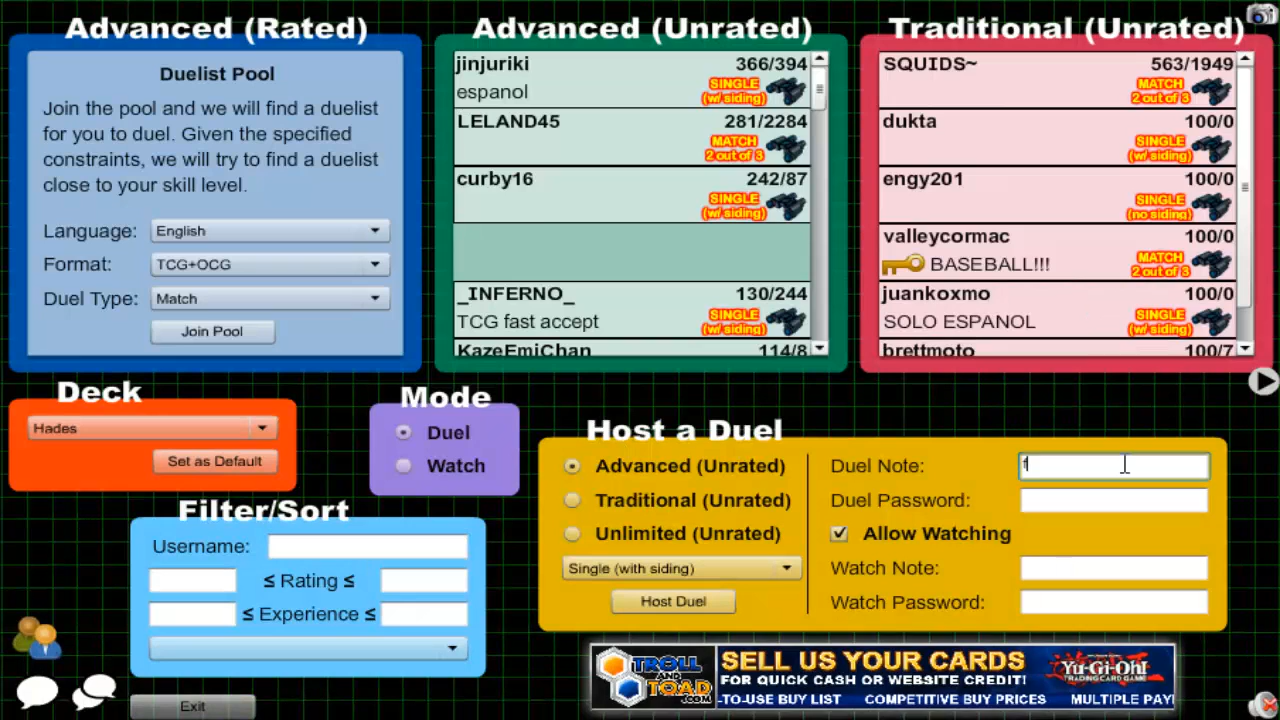 Advanced (Rated)
Duelist Pool
Join the pool and we will find a duelist
for you to duel. Given the specified
constraints, we will try to find a duelist
close to your skill level.
Language: English
Format: TCG+OCG
Duel Type: Match
Join Pool
Advanced (Unrated)
jinjuriki 366/394
espanol SINGLE (w/ siding)
LELAND45 281/2284
MATCH 2 out of 3
curby16 242/87
SINGLE (w/ siding)
_INFERNO_ 130/244
TCG fast accept SINGLE (w/ siding)
KazeEmiChan 114/8
Traditional (Unrated)
SQUIDS~ 563/1949
MATCH 2 out of 3
dukta 100/0
SINGLE (w/ siding)
engy201 100/0
SINGLE (no siding)
valleycormac 100/0
BASEBALL!!! MATCH 2 out of 3
juankoxmo 100/0
SOLO ESPANOL SINGLE (w/ siding)
brettmoto 100/7
Deck
Hades
Set as Default
Mode
Duel
Watch
Filter/Sort
Username:
≤ Rating ≤
≤ Experience ≤
Host a Duel
Advanced (Unrated)
Traditional (Unrated)
Unlimited (Unrated)
Single (with siding)
Host Duel
Duel Note: f
Duel Password:
Allow Watching
Watch Note:
Watch Password:
Exit
TROLL AND TOAD .COM
SELL US YOUR CARDS
FOR QUICK CASH OR WEBSITE CREDIT!
-TO-USE BUY LIST COMPETITIVE BUY PRICES MULTIPLE PAY
Yu-Gi-Oh!
TRADING CARD GAME